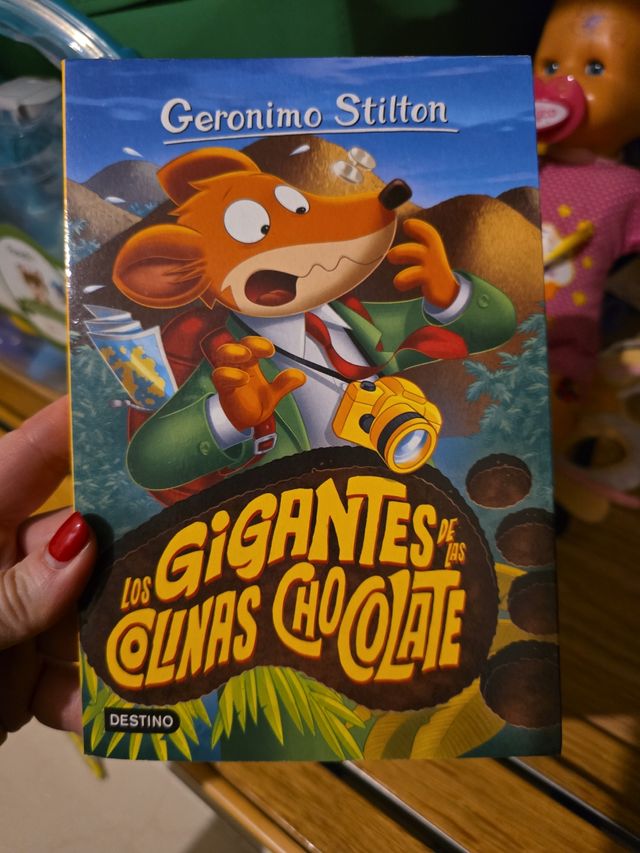 Geronimo Stilton
LOS GiGANTES DE LAS
COLINAS CHOCOLATE
DESTINO